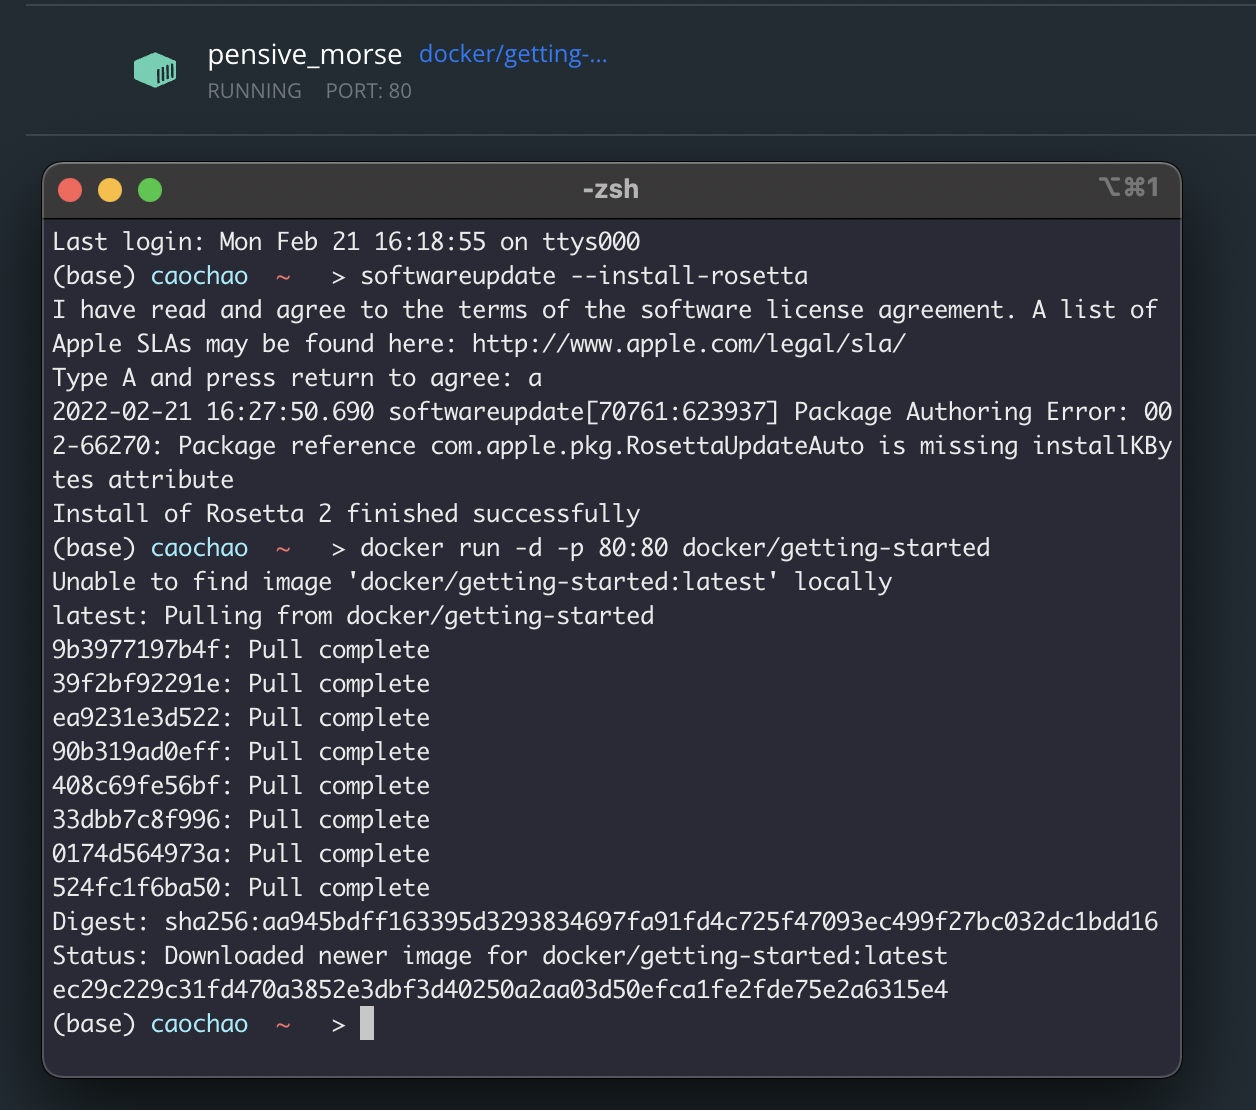 pensive_morse docker/getting-...
RUNNING PORT: 80
-zsh ⌥⌘1
Last login: Mon Feb 21 16:18:55 on ttys000
(base) caochao ~ > softwareupdate --install-rosetta
I have read and agree to the terms of the software license agreement. A list of
Apple SLAs may be found here: http://www.apple.com/legal/sla/
Type A and press return to agree: a
2022-02-21 16:27:50.690 softwareupdate[70761:623937] Package Authoring Error: 00
2-66270: Package reference com.apple.pkg.RosettaUpdateAuto is missing installKBy
tes attribute
Install of Rosetta 2 finished successfully
(base) caochao ~ > docker run -d -p 80:80 docker/getting-started
Unable to find image 'docker/getting-started:latest' locally
latest: Pulling from docker/getting-started
9b3977197b4f: Pull complete
39f2bf92291e: Pull complete
ea9231e3d522: Pull complete
90b319ad0eff: Pull complete
408c69fe56bf: Pull complete
33dbb7c8f996: Pull complete
0174d564973a: Pull complete
524fc1f6ba50: Pull complete
Digest: sha256:aa945bdff163395d3293834697fa91fd4c725f47093ec499f27bc032dc1bdd16
Status: Downloaded newer image for docker/getting-started:latest
ec29c229c31fd470a3852e3dbf3d40250a2aa03d50efca1fe2fde75e2a6315e4
(base) caochao ~ >